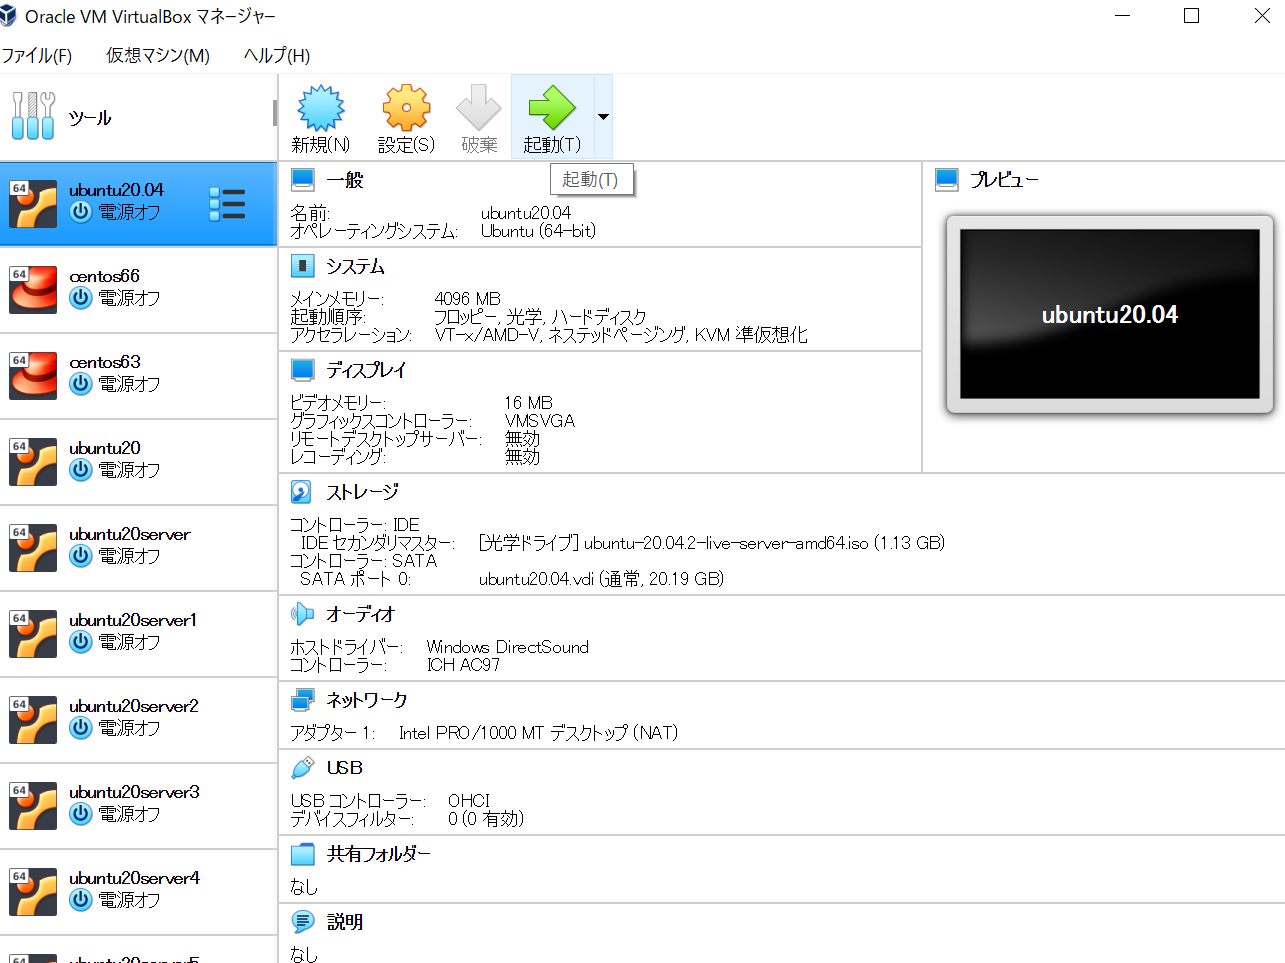 Oracle VM VirtualBox マネージャー
ファイル(F) 仮想マシン(M) ヘルプ(H)
ツール
新規(N) 設定(S) 破棄 起動(T)
起動(T)
64
ubuntu20.04
電源オフ
64
centos66
電源オフ
64
centos63
電源オフ
64
ubuntu20
電源オフ
64
ubuntu20server
電源オフ
64
ubuntu20server1
電源オフ
64
ubuntu20server2
電源オフ
64
ubuntu20server3
電源オフ
64
ubuntu20server4
電源オフ
64
ubuntu20server5
一般
名前: ubuntu20.04
オペレーティングシステム: Ubuntu (64-bit)
システム
メインメモリー: 4096 MB
起動順序: フロッピー, 光学, ハードディスク
アクセラレーション: VT-x/AMD-V, ネステッドページング, KVM 準仮想化
ディスプレイ
ビデオメモリー: 16 MB
グラフィックスコントローラー: VMSVGA
リモートデスクトップサーバー: 無効
レコーディング: 無効
プレビュー
ubuntu20.04
ストレージ
コントローラー: IDE
IDE セカンダリマスター: [光学ドライブ] ubuntu-20.04.2-live-server-amd64.iso (1.13 GB)
コントローラー: SATA
SATA ポート 0: ubuntu20.04.vdi (通常, 20.19 GB)
オーディオ
ホストドライバー: Windows DirectSound
コントローラー: ICH AC97
ネットワーク
アダプター 1: Intel PRO/1000 MT デスクトップ (NAT)
USB
USB コントローラー: OHCI
デバイスフィルター: 0 (0 有効)
共有フォルダー
なし
説明
なし